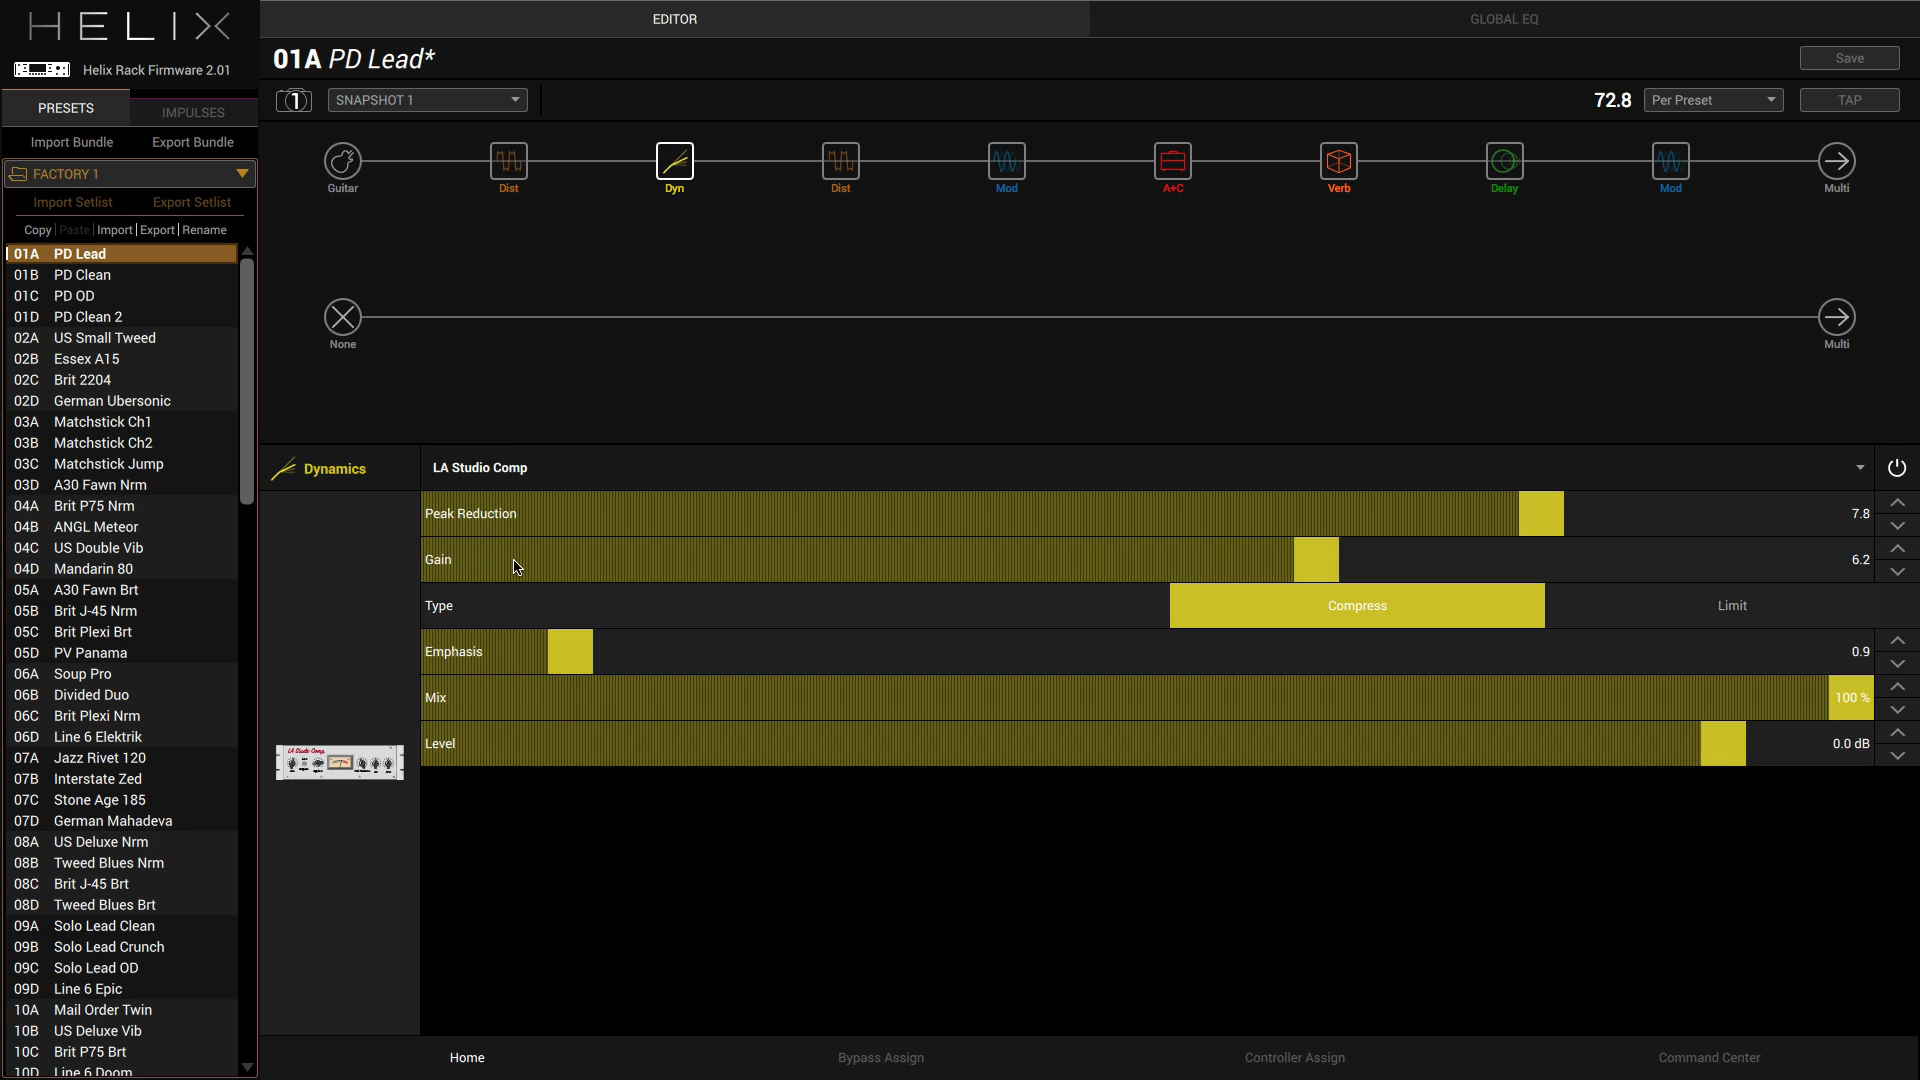 HELIX
Helix Rack Firmware 2.01
PRESETS
IMPULSES
Import Bundle
Export Bundle
FACTORY 1
Import Setlist
Export Setlist
Copy | Paste | Import | Export | Rename
01A PD Lead
01B PD Clean
01C PD OD
01D PD Clean 2
02A US Small Tweed
02B Essex A15
02C Brit 2204
02D German Ubersonic
03A Matchstick Ch1
03B Matchstick Ch2
03C Matchstick Jump
03D A30 Fawn Nrm
04A Brit P75 Nrm
04B ANGL Meteor
04C US Double Vib
04D Mandarin 80
05A A30 Fawn Brt
05B Brit J-45 Nrm
05C Brit Plexi Brt
05D PV Panama
06A Soup Pro
06B Divided Duo
06C Brit Plexi Nrm
06D Line 6 Elektrik
07A Jazz Rivet 120
07B Interstate Zed
07C Stone Age 185
07D German Mahadeva
08A US Deluxe Nrm
08B Tweed Blues Nrm
08C Brit J-45 Brt
08D Tweed Blues Brt
09A Solo Lead Clean
09B Solo Lead Crunch
09C Solo Lead OD
09D Line 6 Epic
10A Mail Order Twin
10B US Deluxe Vib
10C Brit P75 Brt
10D Line 6 Doom
EDITOR
GLOBAL EQ
01A PD Lead*
Save
1
SNAPSHOT 1
72.8
Per Preset
TAP
Guitar
Dist
Dyn
Dist
Mod
A+C
Verb
Delay
Mod
Multi
None
Multi
Dynamics
LA Studio Comp
Peak Reduction 7.8
Gain 6.2
Type Compress Limit
Emphasis 0.9
Mix 100 %
Level 0.0 dB
LA Studio Comp
Home
Bypass Assign
Controller Assign
Command Center